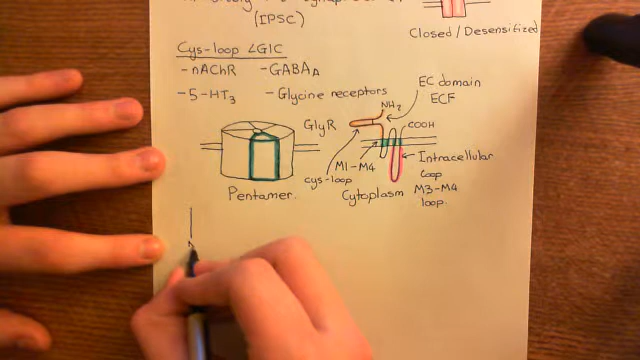 (IPSC)
Closed/Desensitized
Cys-loop LGIC
- nAChR - GABAA
- 5-HT3 - Glycine receptors
EC domain
ECF
NH2
GlyR
COOH
M1-M4
Intracellular
loop
M3-M4
loop.
cys-loop
Cytoplasm
Pentamer.